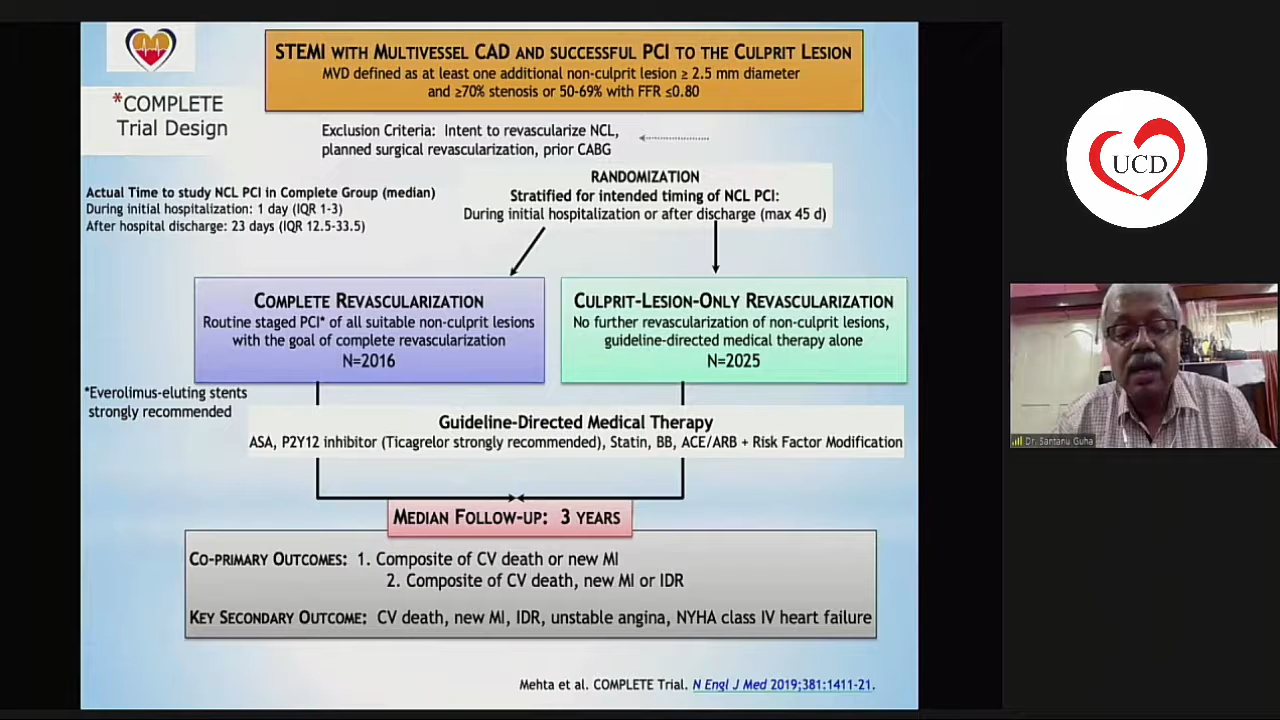 STEMI WITH MULTIVESSEL CAD AND SUCCESSFUL PCI TO THE CULPRIT LESION
MVD defined as at least one additional non-culprit lesion ≥ 2.5 mm diameter
and ≥70% stenosis or 50-69% with FFR ≤0.80
*COMPLETE
Trial Design
Exclusion Criteria: Intent to revascularize NCL,
planned surgical revascularization, prior CABG
RANDOMIZATION
Stratified for intended timing of NCL PCI:
During initial hospitalization or after discharge (max 45 d)
Actual Time to study NCL PCI in Complete Group (median)
During initial hospitalization: 1 day (IQR 1-3)
After hospital discharge: 23 days (IQR 12.5-33.5)
COMPLETE REVASCULARIZATION
Routine staged PCI* of all suitable non-culprit lesions
with the goal of complete revascularization
N=2016
CULPRIT-LESION-ONLY REVASCULARIZATION
No further revascularization of non-culprit lesions,
guideline-directed medical therapy alone
N=2025
*Everolimus-eluting stents
strongly recommended
Guideline-Directed Medical Therapy
ASA, P2Y12 inhibitor (Ticagrelor strongly recommended), Statin, BB, ACE/ARB + Risk Factor Modification
MEDIAN FOLLOW-UP: 3 YEARS
CO-PRIMARY OUTCOMES: 1. Composite of CV death or new MI
2. Composite of CV death, new MI or IDR
KEY SECONDARY OUTCOME: CV death, new MI, IDR, unstable angina, NYHA class IV heart failure
Mehta et al. COMPLETE Trial. N Engl J Med 2019;381:1411-21.
UCD
Dr. Santanu Guha